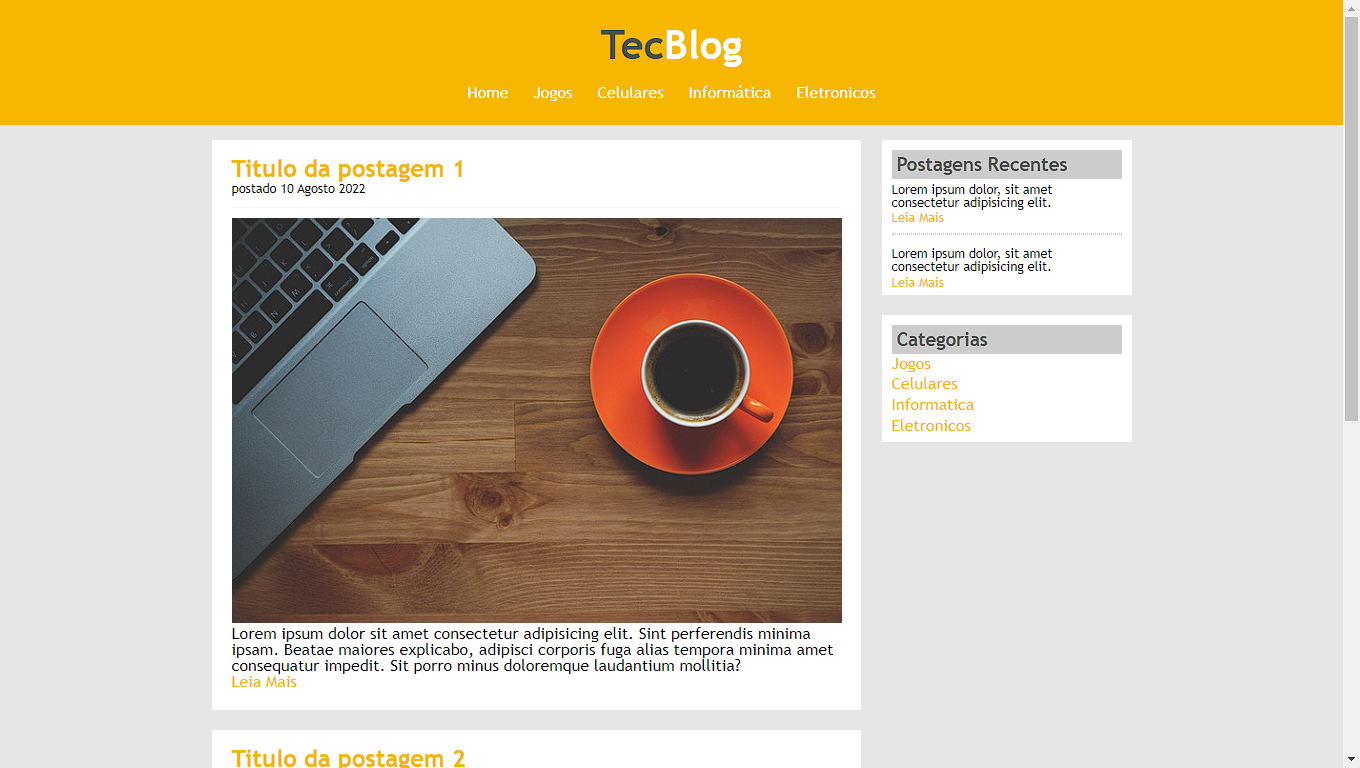 TecBlog
Home Jogos Celulares Informática Eletronicos
Titulo da postagem 1
postado 10 Agosto 2022
Lorem ipsum dolor sit amet consectetur adipisicing elit. Sint perferendis minima
ipsam. Beatae maiores explicabo, adipisci corporis fuga alias tempora minima amet
consequatur impedit. Sit porro minus doloremque laudantium mollitia?
Leia Mais
Titulo da postagem 2
Postagens Recentes
Lorem ipsum dolor, sit amet
consectetur adipisicing elit.
Leia Mais
Lorem ipsum dolor, sit amet
consectetur adipisicing elit.
Leia Mais
Categorias
Jogos
Celulares
Informatica
Eletronicos